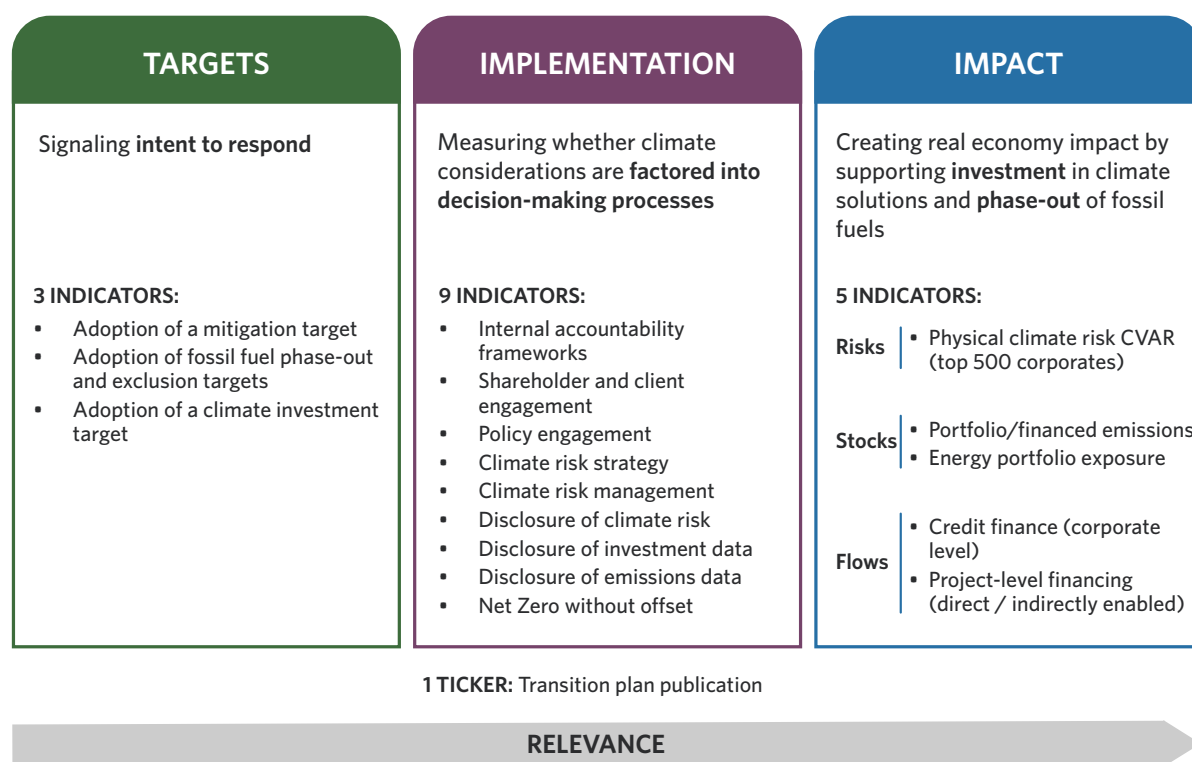 TARGETS
Signaling intent to respond
3 INDICATORS:
▪ Adoption of a mitigation target
▪ Adoption of fossil fuel phase-out
and exclusion targets
▪ Adoption of a climate investment
target
IMPLEMENTATION
Measuring whether climate
considerations are factored into
decision-making processes
9 INDICATORS:
▪ Internal accountability
frameworks
▪ Shareholder and client
engagement
▪ Policy engagement
▪ Climate risk strategy
▪ Climate risk management
▪ Disclosure of climate risk
▪ Disclosure of investment data
▪ Disclosure of emissions data
▪ Net Zero without offset
IMPACT
Creating real economy impact by
supporting investment in climate
solutions and phase-out of fossil
fuels
5 INDICATORS:
Risks
▪ Physical climate risk CVAR
(top 500 corporates)
Stocks
▪ Portfolio/financed emissions
▪ Energy portfolio exposure
Flows
▪ Credit finance (corporate
level)
▪ Project-level financing
(direct / indirectly enabled)
1 TICKER: Transition plan publication
RELEVANCE